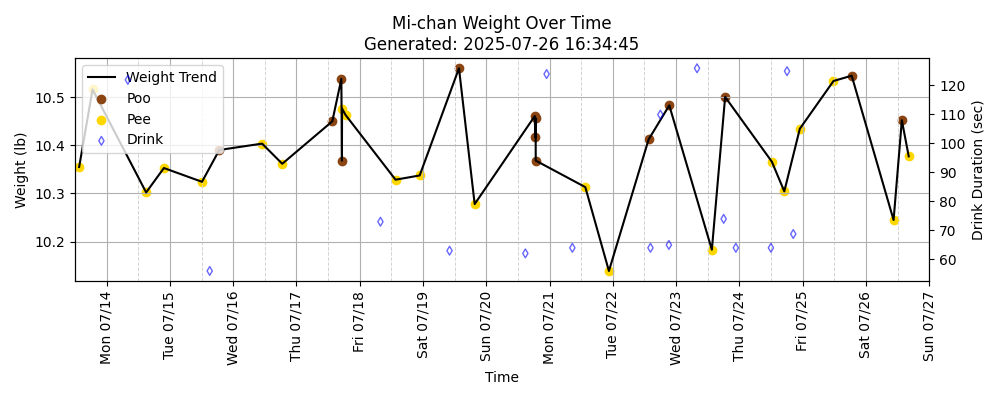 Mi-chan Weight Over Time
Generated: 2025-07-26 16:34:45
Weight Trend
Poo
Pee
Drink
Weight (lb)
10.5
10.4
10.3
10.2
Drink Duration (sec)
120
110
100
90
80
70
60
Mon 07/14
Tue 07/15
Wed 07/16
Thu 07/17
Fri 07/18
Sat 07/19
Sun 07/20
Mon 07/21
Tue 07/22
Wed 07/23
Thu 07/24
Fri 07/25
Sat 07/26
Sun 07/27
Time